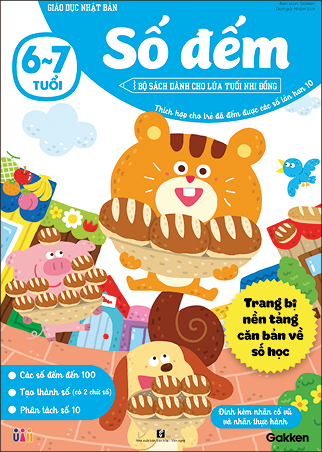 GIÁO DỤC NHẬT BẢN
6~7
TUỔI
Số đếm
BỘ SÁCH DÀNH CHO LỨA TUỔI NHI ĐỒNG
Thích hợp cho trẻ đã đếm được các số lớn hơn 10
Trang bị
nền tảng
căn bản về
số học
Các số đếm đến 100
Tạo thành số (có 2 chữ số)
Phân tách số 10
Đính kèm nhãn cổ vũ
và nhãn thực hành
Gakken